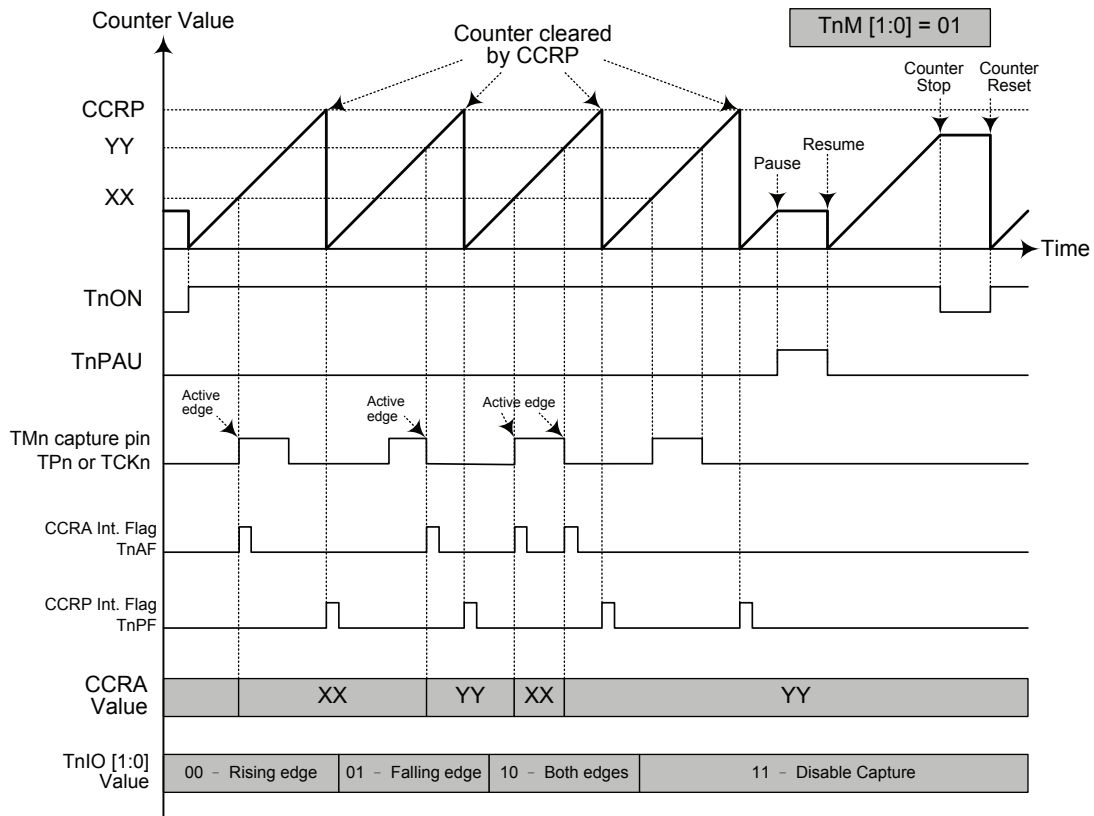 Counter Value
TnM [1:0] = 01
Counter cleared
by CCRP
Counter
Stop
Counter
Reset
CCRP
YY
XX
Pause
Resume
Time
TnON
TnPAU
Active
edge
Active
edge
Active edge
TMn capture pin
TPn or TCKn
CCRA Int. Flag
TnAF
CCRP Int. Flag
TnPF
CCRA
Value
XX
YY
XX
YY
TnIO [1:0]
Value
00 - Rising edge
01 - Falling edge
10 - Both edges
11 - Disable Capture